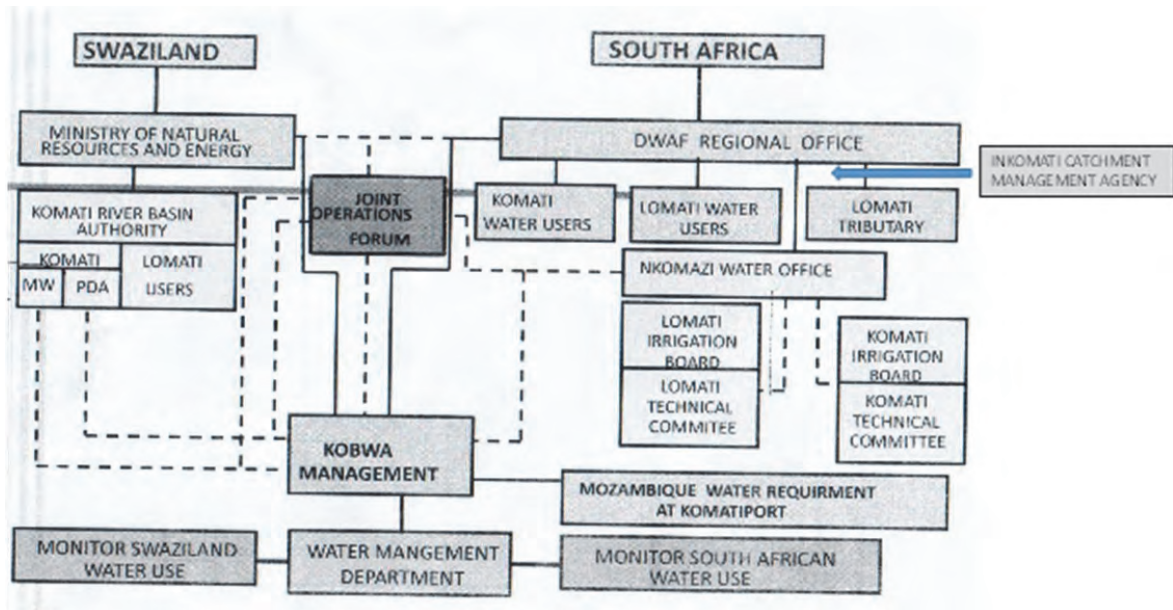 SWAZILAND
SOUTH AFRICA
MINISTRY OF NATURAL
RESOURCES AND ENERGY
DWAF REGIONAL OFFICE
INKOMATI CATCHMENT
MANAGEMENT AGENCY
KOMATI RIVER BASIN
AUTHORITY
KOMATI
MW
PDA
LOMATI
USERS
JOINT
OPERATIONS
FORUM
KOMATI
WATER USERS
LOMATI WATER
USERS
LOMATI
TRIBUTARY
NKOMAZI WATER OFFICE
LOMATI
IRRIGATION
BOARD
LOMATI
TECHNICAL
COMMITEE
KOMATI
IRRIGATION
BOARD
KOMATI
TECHNICAL
COMMITTEE
KOBWA
MANAGEMENT
MOZAMBIQUE WATER REQUIRMENT
AT KOMATIPORT
MONITOR SWAZILAND
WATER USE
WATER MANGEMENT
DEPARTMENT
MONITOR SOUTH AFRICAN
WATER USE